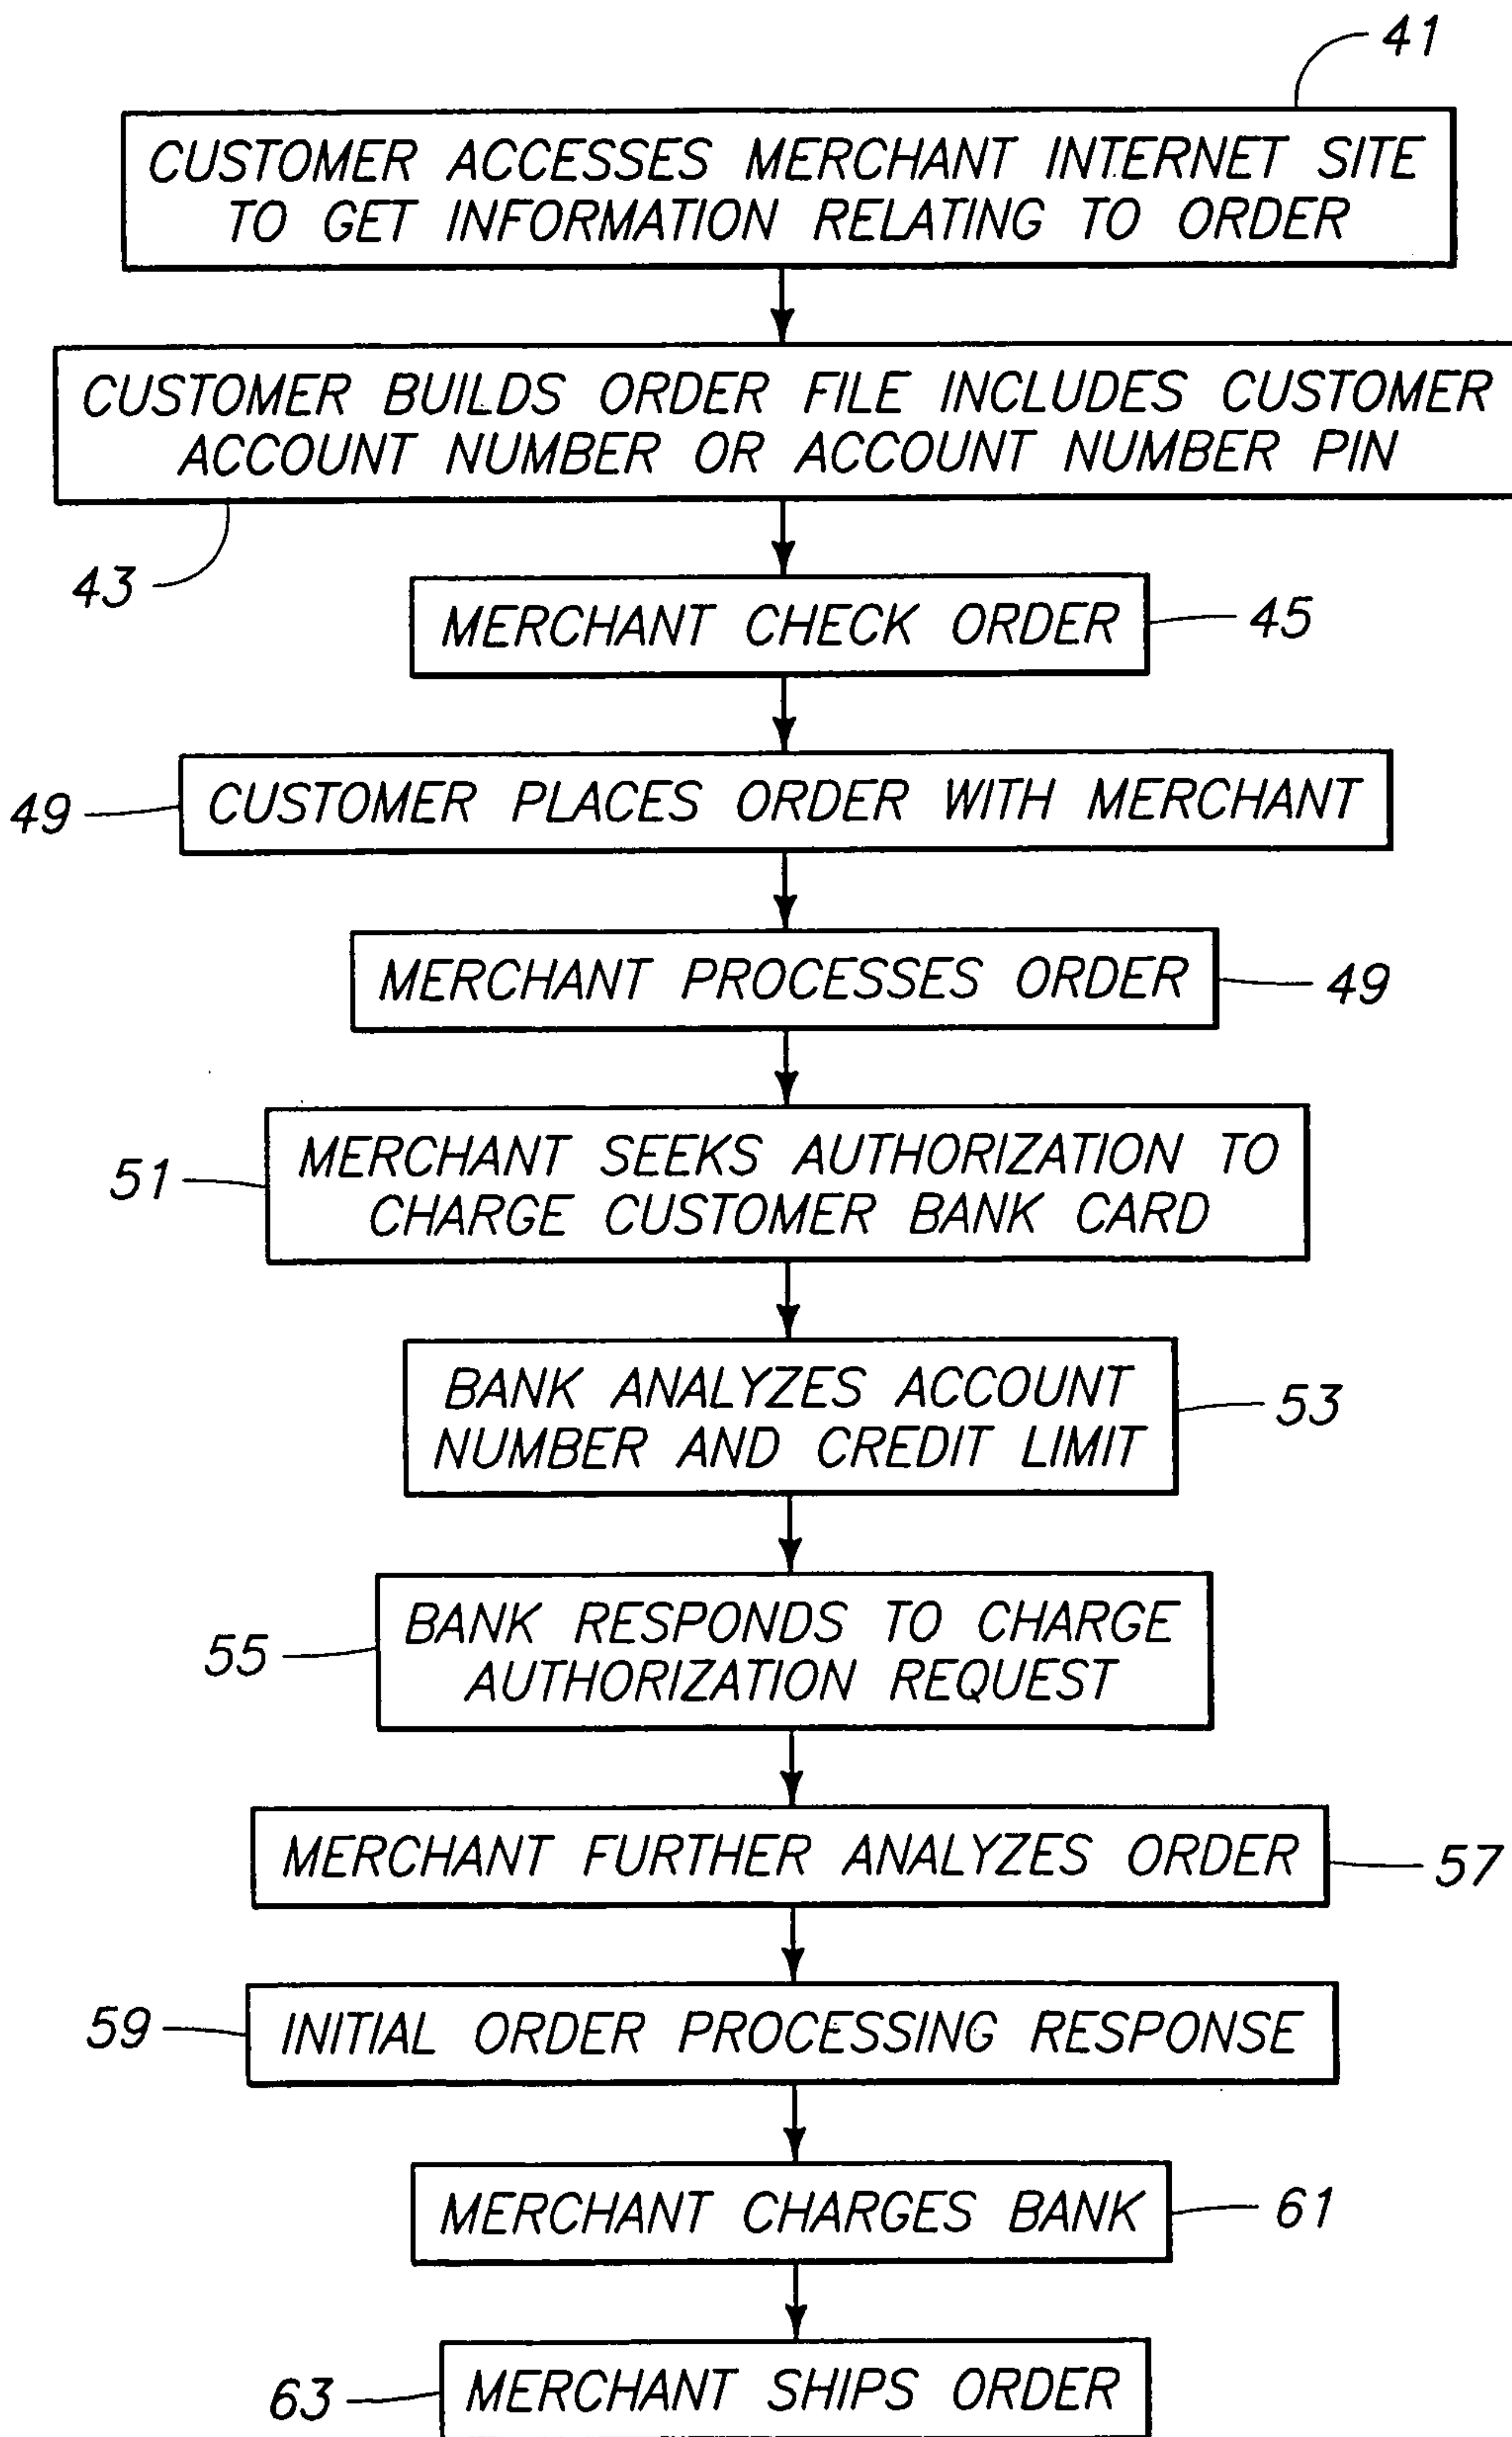 41
CUSTOMER ACCESSES MERCHANT INTERNET SITE
TO GET INFORMATION RELATING TO ORDER
CUSTOMER BUILDS ORDER FILE INCLUDES CUSTOMER
ACCOUNT NUMBER OR ACCOUNT NUMBER PIN
43
MERCHANT CHECK ORDER
45
49
CUSTOMER PLACES ORDER WITH MERCHANT
MERCHANT PROCESSES ORDER
49
51
MERCHANT SEEKS AUTHORIZATION TO
CHARGE CUSTOMER BANK CARD
BANK ANALYZES ACCOUNT
NUMBER AND CREDIT LIMIT
53
55
BANK RESPONDS TO CHARGE
AUTHORIZATION REQUEST
MERCHANT FURTHER ANALYZES ORDER
57
59
INITIAL ORDER PROCESSING RESPONSE
MERCHANT CHARGES BANK
61
63
MERCHANT SHIPS ORDER